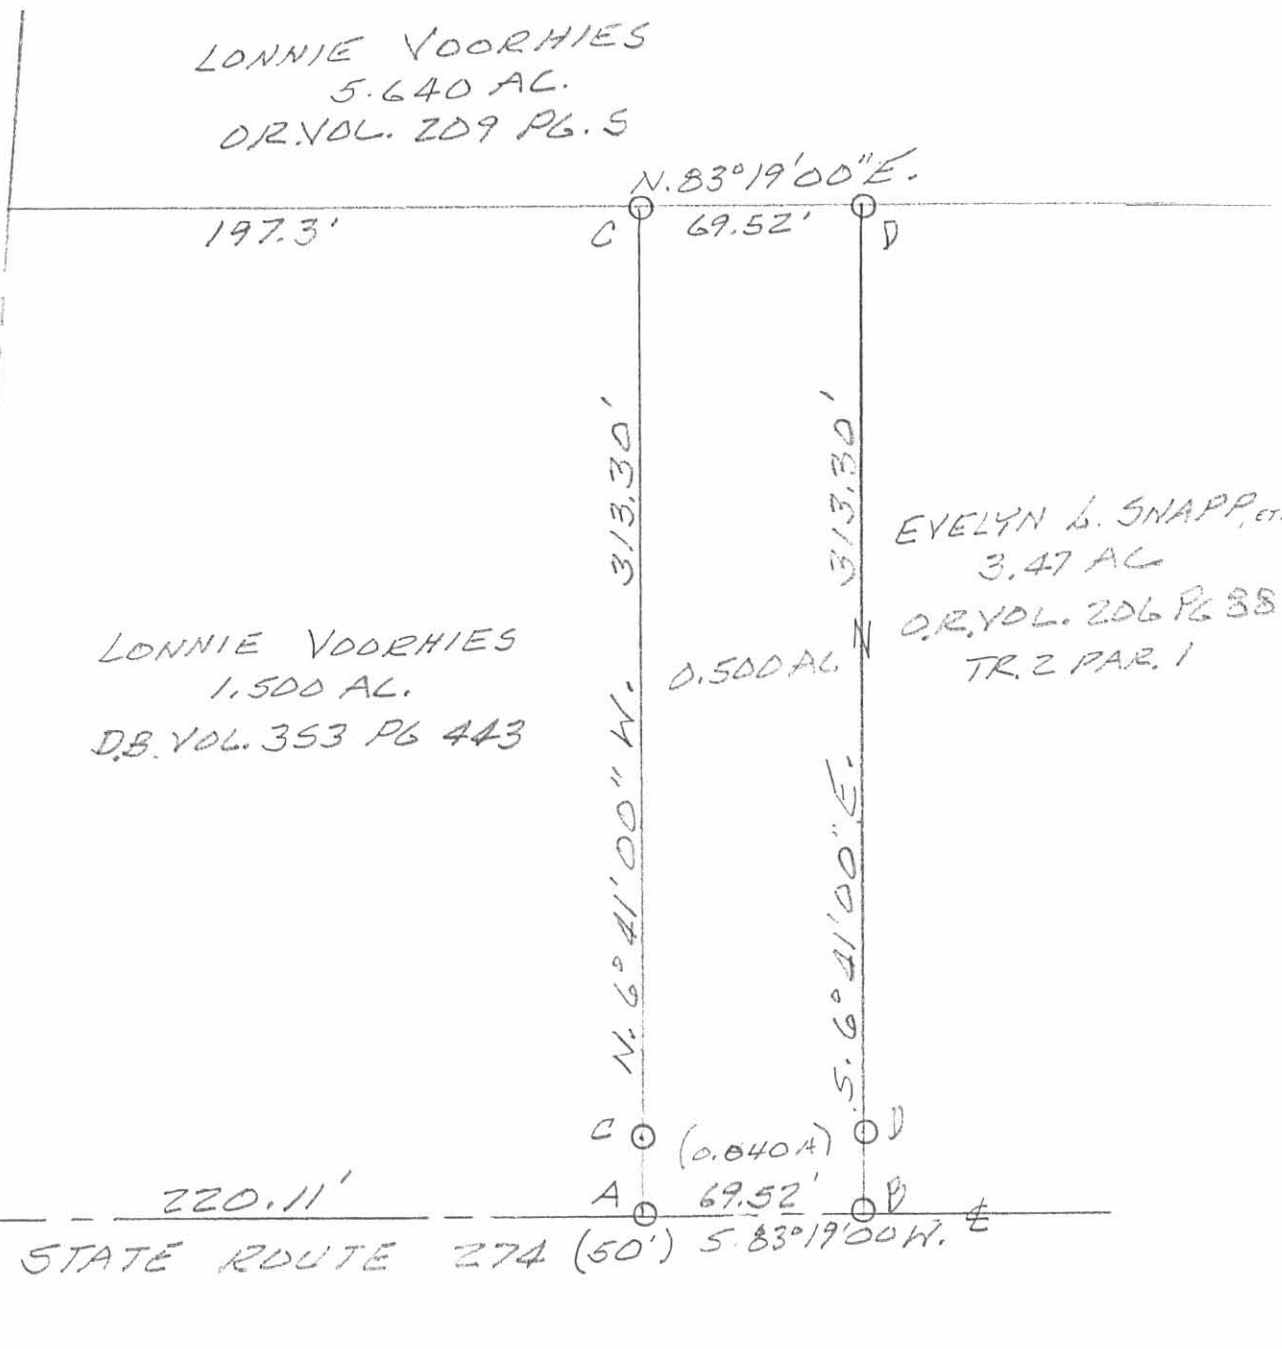 LONNIE VOORHIES
5.640 AC.
O.R.VOL. 209 PG. 5
N. 83°19'00"E.
197.3'
C
69.52'
D
313.30'
313.30'
EVELYN L. SNAPP, ET.
3.47 AC
O.R.VOL. 206 PG 88
TR. 2 PAR. 1
LONNIE VOORHIES
1.500 AC.
D.B. VOL. 353 PG 443
0.500 AC.
N. 6°41'00" W.
S. 6°41'00" E.
C
(0.040 A)
D
220.11'
A
69.52'
B
STATE ROUTE 274 (50') S. 83°19'00 W. ℄